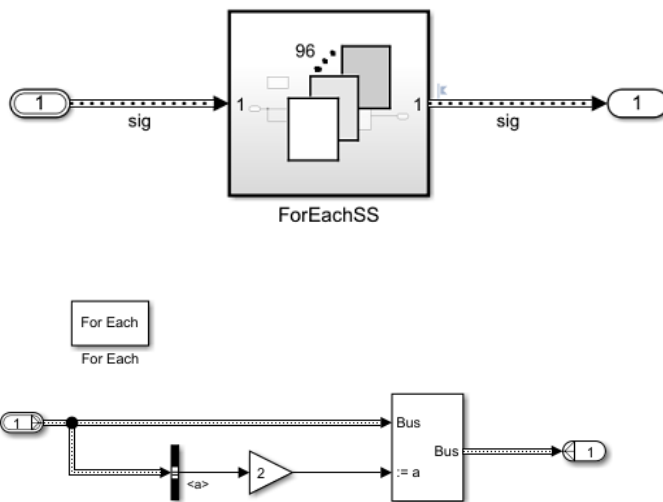 96
1
1
1
1
sig
sig
ForEachSS
For Each
For Each
1
Bus
Bus
1
<a>
2
:= a